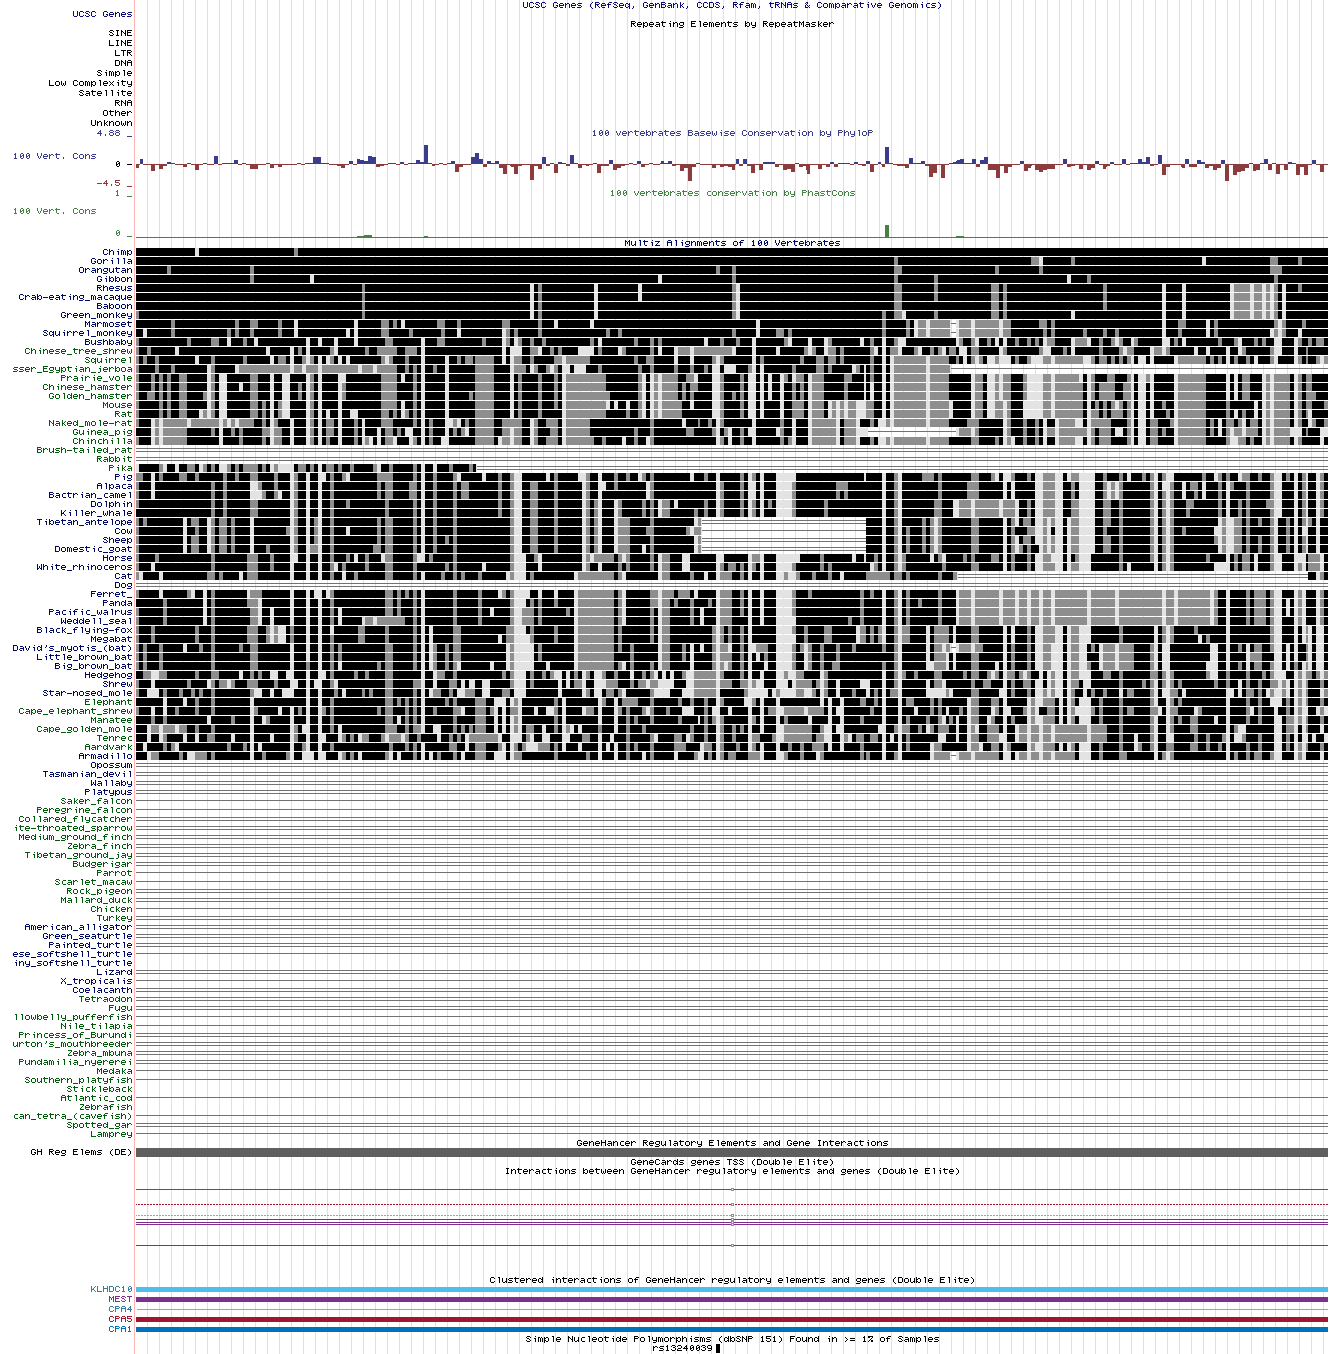 UCSC Genes (RefSeq, GenBank, CCDS, Rfam, tRNAs & Comparative Genomics)
UCSC Genes
Repeating Elements by RepeatMasker
SINE
LINE
LTR
DNA
Simple
Low Complexity
Satellite
RNA
Other
Unknown
4.88 _
100 vertebrates Basewise Conservation by PhyloP
100 Vert. Cons
0 _
-4.5 _
100 vertebrates conservation by PhastCons
1 _
100 Vert. Cons
0 _
Multiz Alignments of 100 Vertebrates
Chimp
Gorilla
Orangutan
Gibbon
Rhesus
Crab-eating_macaque
Baboon
Green_monkey
Marmoset
Squirrel_monkey
Bushbaby
Chinese_tree_shrew
Squirrel
sser_Egyptian_jerboa
Prairie_vole
Chinese_hamster
Golden_hamster
Mouse
Rat
Naked_mole-rat
Guinea_pig
Chinchilla
Brush-tailed_rat
Rabbit
Pika
Pig
Alpaca
Bactrian_camel
Dolphin
Killer_whale
Tibetan_antelope
Cow
Sheep
Domestic_goat
Horse
White_rhinoceros
Cat
Dog
Ferret_
Panda
Pacific_walrus
Weddell_seal
Black_flying-fox
Megabat
David's_myotis_(bat)
Little_brown_bat
Big_brown_bat
Hedgehog
Shrew
Star-nosed_mole
Elephant
Cape_elephant_shrew
Manatee
Cape_golden_mole
Tenrec
Aardvark
Armadillo
Opossum
Tasmanian_devil
Wallaby
Platypus
Saker_falcon
Peregrine_falcon
Collared_flycatcher
ite-throated_sparrow
Medium_ground_finch
Zebra_finch
Tibetan_ground_jay
Budgerigar
Parrot
Scarlet_macaw
Rock_pigeon
Mallard_duck
Chicken
Turkey
American_alligator
Green_seaturtle
Painted_turtle
ese_softshell_turtle
iny_softshell_turtle
Lizard
X_tropicalis
Coelacanth
Tetraodon
Fugu
llowbelly_pufferfish
Nile_tilapia
Princess_of_Burundi
urton's_mouthbreeder
Zebra_mbuna
Pundamilia_nyererei
Medaka
Southern_platyfish
Stickleback
Atlantic_cod
Zebrafish
can_tetra_(cavefish)
Spotted_gar
Lamprey
GeneHancer Regulatory Elements and Gene Interactions
GH Reg Elems (DE)
GeneCards genes TSS (Double Elite)
Interactions between GeneHancer regulatory elements and genes (Double Elite)
Clustered interactions of GeneHancer regulatory elements and genes (Double Elite)
KLHDC10
MEST
CPA4
CPA5
CPA1
Simple Nucleotide Polymorphisms (dbSNP 151) Found in >= 1% of Samples
rs13240039